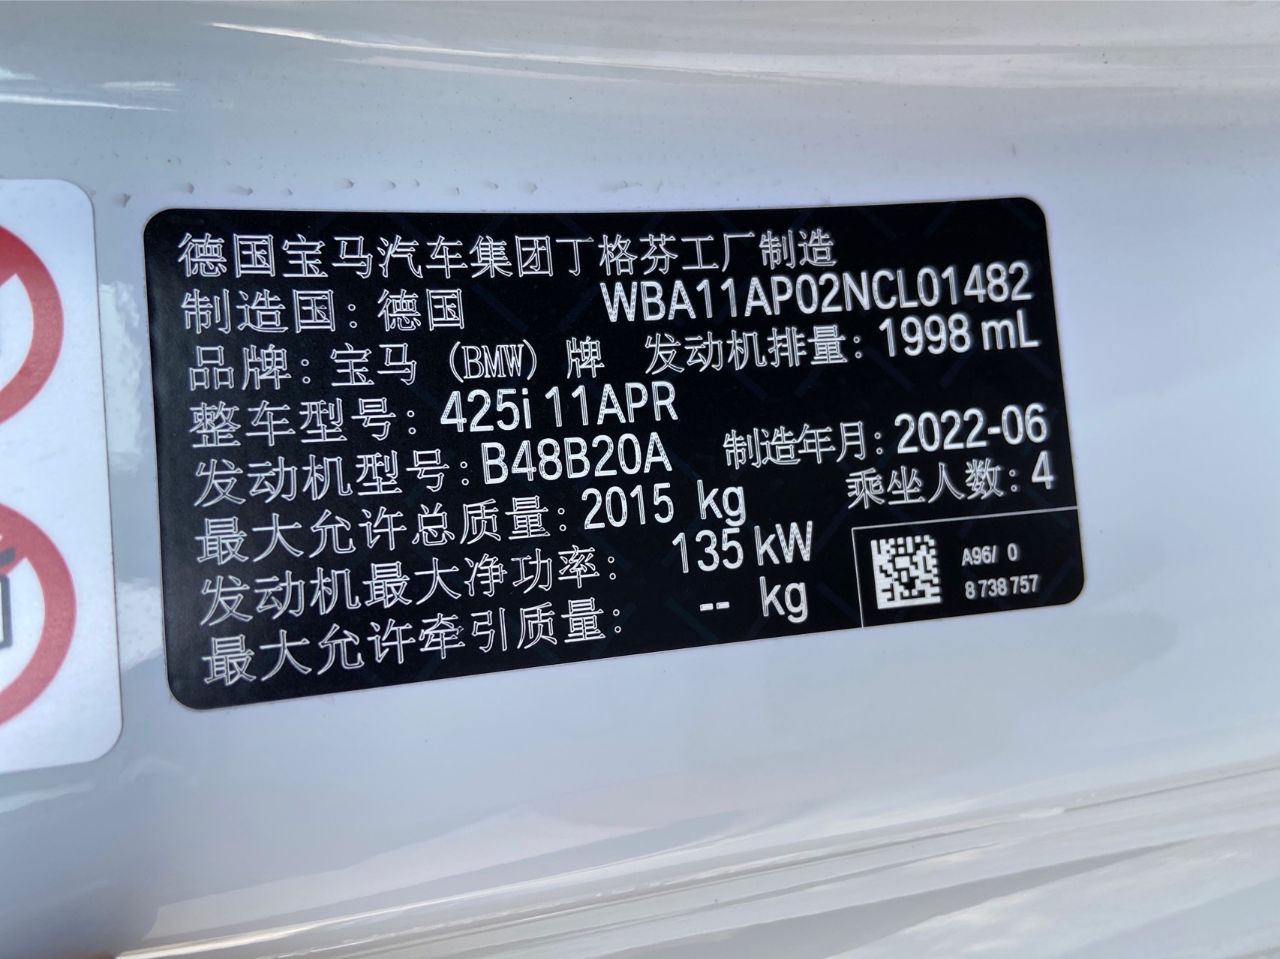 德国宝马汽车集团丁格芬工厂制造
制造国：德国 WBA11AP02NCL01482
品牌：宝马（BMW）牌 发动机排量：1998 mL
整车型号：425i 11APR
发动机型号：B48B20A 制造年月：2022-06
最大允许总质量：2015 kg 乘坐人数：4
发动机最大净功率： 135 kW
最大允许牵引质量： -- kg
A96/ 0
8 738 757